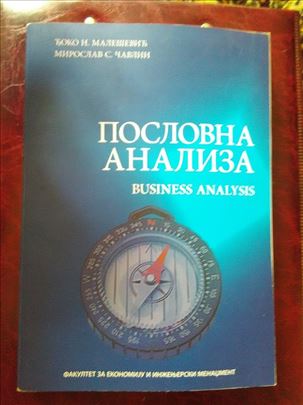 ЂОКО И. МАЛЕШЕВИЋ
МИРОСЛАВ С. ЧАВЛИН
ПОСЛОВНА
АНАЛИЗА
BUSINESS ANALYSIS
ФАКУЛТЕТ ЗА ЕКОНОМИЈУ И ИНЖЕЊЕРСКИ МЕНАЏМЕНТ